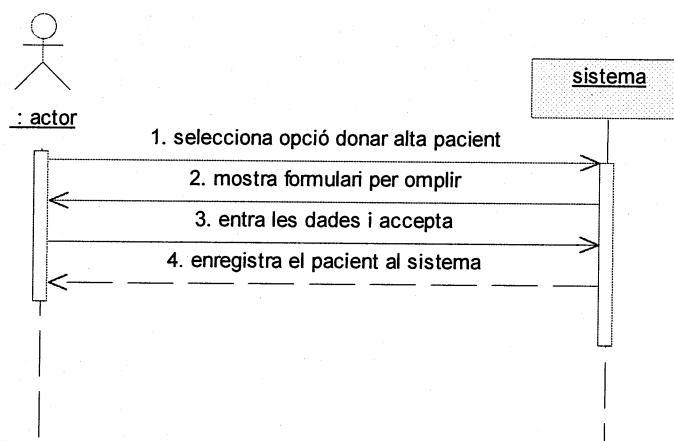 sistema
: actor
1. selecciona opció donar alta pacient
2. mostra formulari per omplir
3. entra les dades i accepta
4. enregistra el pacient al sistema